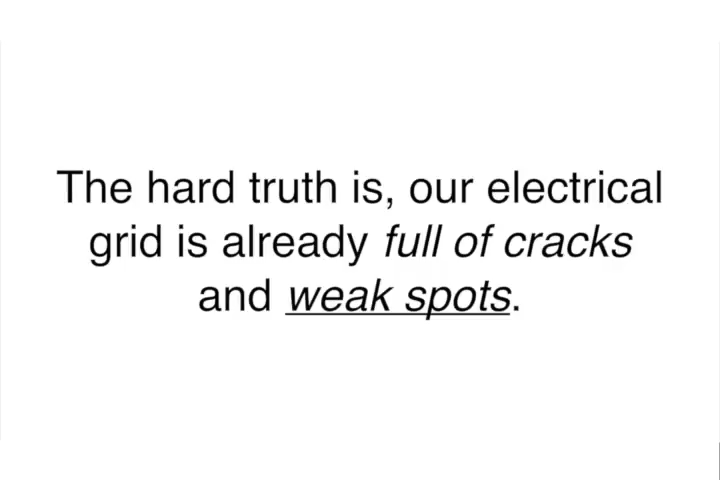 The hard truth is, our electrical
grid is already full of cracks
and weak spots.